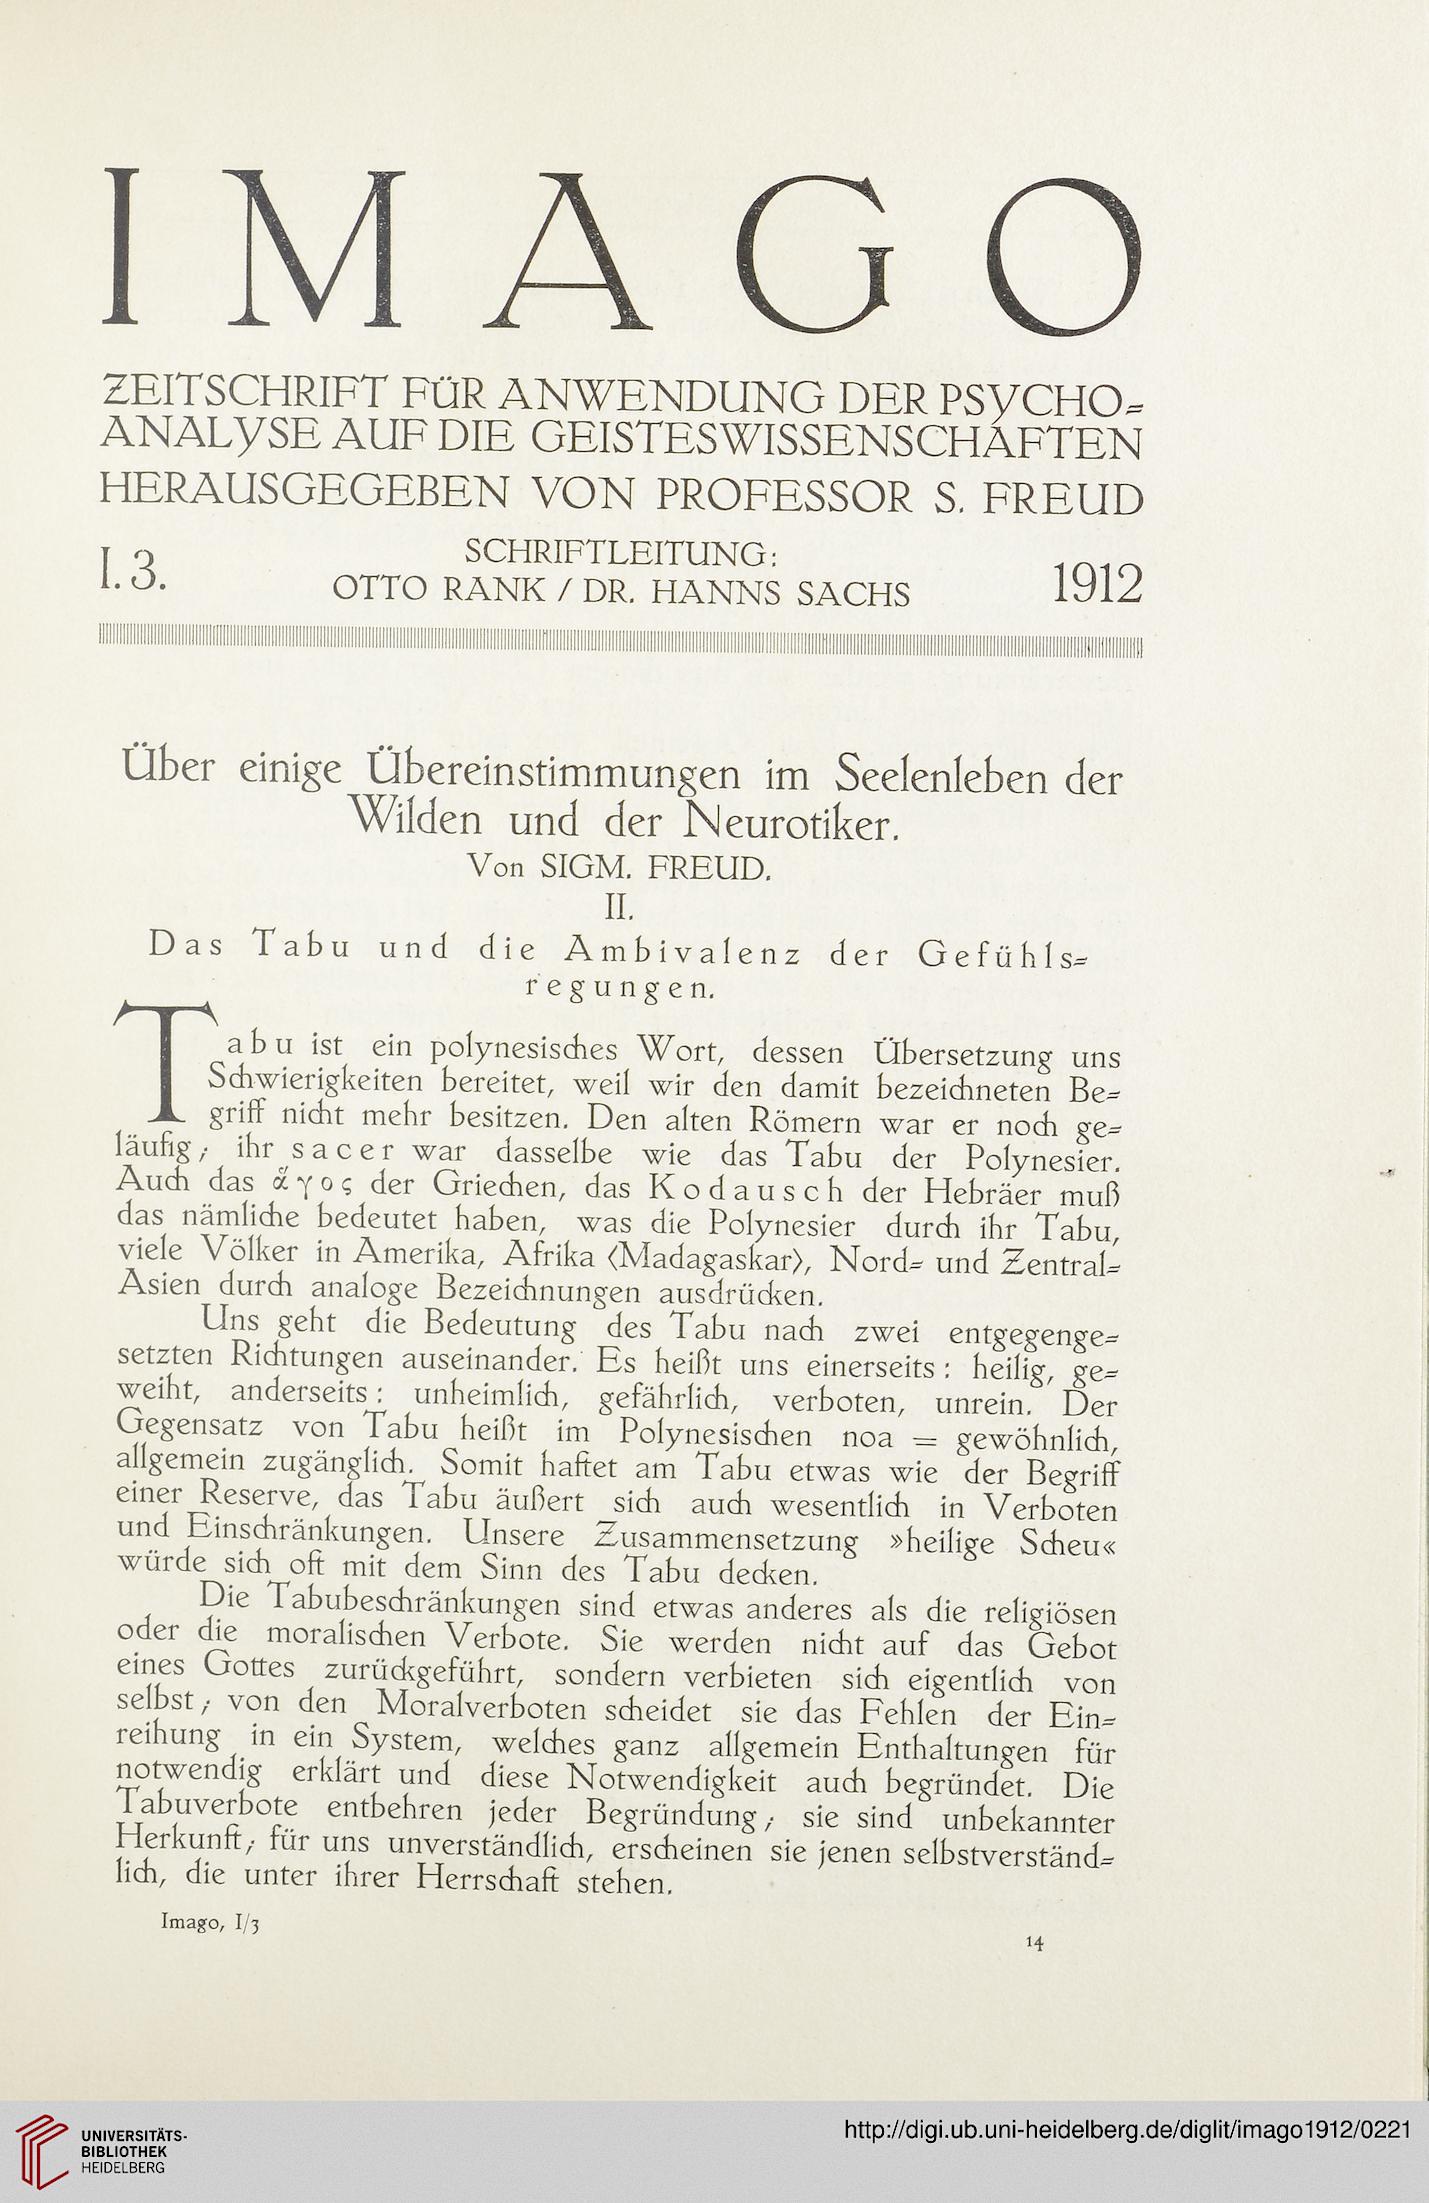 IMAGO
ZEITSCHRIFT FÜR ANWENDUNG DER PSYCHO-
ANALYSE AUF DIE GEISTESWISSENSCHAFTEN
HERAUSGEGEBEN VON PROFESSOR S. FREUD
I. 3.
SCHRIFTLEITUNG:
OTTO RANK / DR. HANNS SACHS
1912
Über einige Übereinstimmungen im Seelenleben der
Wilden und der Neurotiker.
Von SIGM. FREUD.
II.
Das Tabu und die Ambivalenz der Gefühls-
regungen.
Tabu ist ein polynesisches Wort, dessen Übersetzung uns
Schwierigkeiten bereitet, weil wir den damit bezeichneten Be-
griff nicht mehr besitzen. Den alten Römern war er noch ge-
läufig; ihr sacer war dasselbe wie das Tabu der Polynesier.
Auch das ἅγος der Griechen, das Kodausch der Hebräer muß
das nämliche bedeutet haben, was die Polynesier durch ihr Tabu,
viele Völker in Amerika, Afrika (Madagaskar), Nord- und Zentral-
Asien durch analoge Bezeichnungen ausdrücken.
Uns geht die Bedeutung des Tabu nach zwei entgegenge-
setzten Richtungen auseinander. Es heißt uns einerseits: heilig, ge-
weiht, anderseits: unheimlich, gefährlich, verboten, unrein. Der
Gegensatz von Tabu heißt im Polynesischen noa = gewöhnlich,
allgemein zugänglich. Somit haftet am Tabu etwas wie der Begriff
einer Reserve, das Tabu äußert sich auch wesentlich in Verboten
und Einschränkungen. Unsere Zusammensetzung »heilige Scheu«
würde sich oft mit dem Sinn des Tabu decken.
Die Tabubeschränkungen sind etwas anderes als die religiösen
oder die moralischen Verbote. Sie werden nicht auf das Gebot
eines Gottes zurückgeführt, sondern verbieten sich eigentlich von
selbst; von den Moralverboten scheidet sie das Fehlen der Ein-
reihung in ein System, welches ganz allgemein Enthaltungen für
notwendig erklärt und diese Notwendigkeit auch begründet. Die
Tabuverbote entbehren jeder Begründung; sie sind unbekannter
Herkunft; für uns unverständlich, erscheinen sie jenen selbstverständ-
lich, die unter ihrer Herrschaft stehen.
Imago, I/3
14
UNIVERSITÄTS-
BIBLIOTHEK
HEIDELBERG
http://digi.ub.uni-heidelberg.de/diglit/imago1912/0221